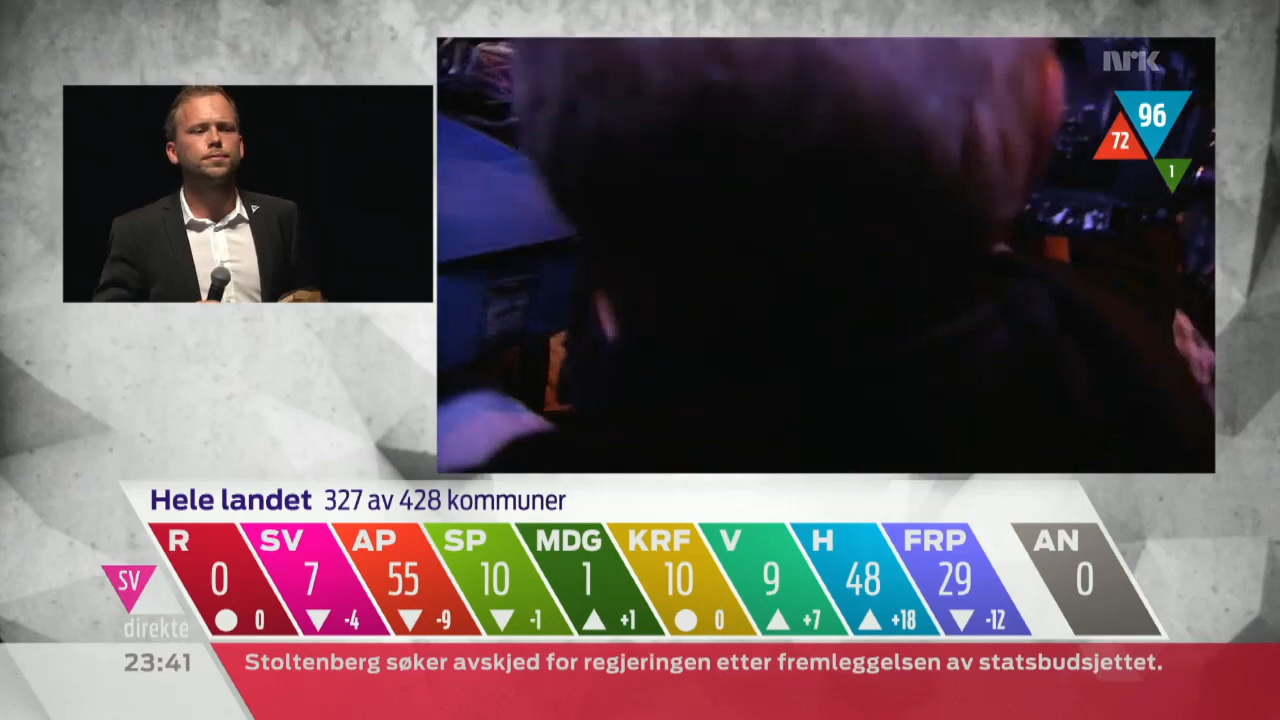 nrk
96
72
1
Hele landet 327 av 428 kommuner
R SV AP SP MDG KRF V H FRP AN
0 7 55 10 1 10 9 48 29 0
0 -4 -9 -1 +1 0 +7 +18 -12
SV
direkte
23:41 Stoltenberg søker avskjed for regjeringen etter fremleggelsen av statsbudsjettet.